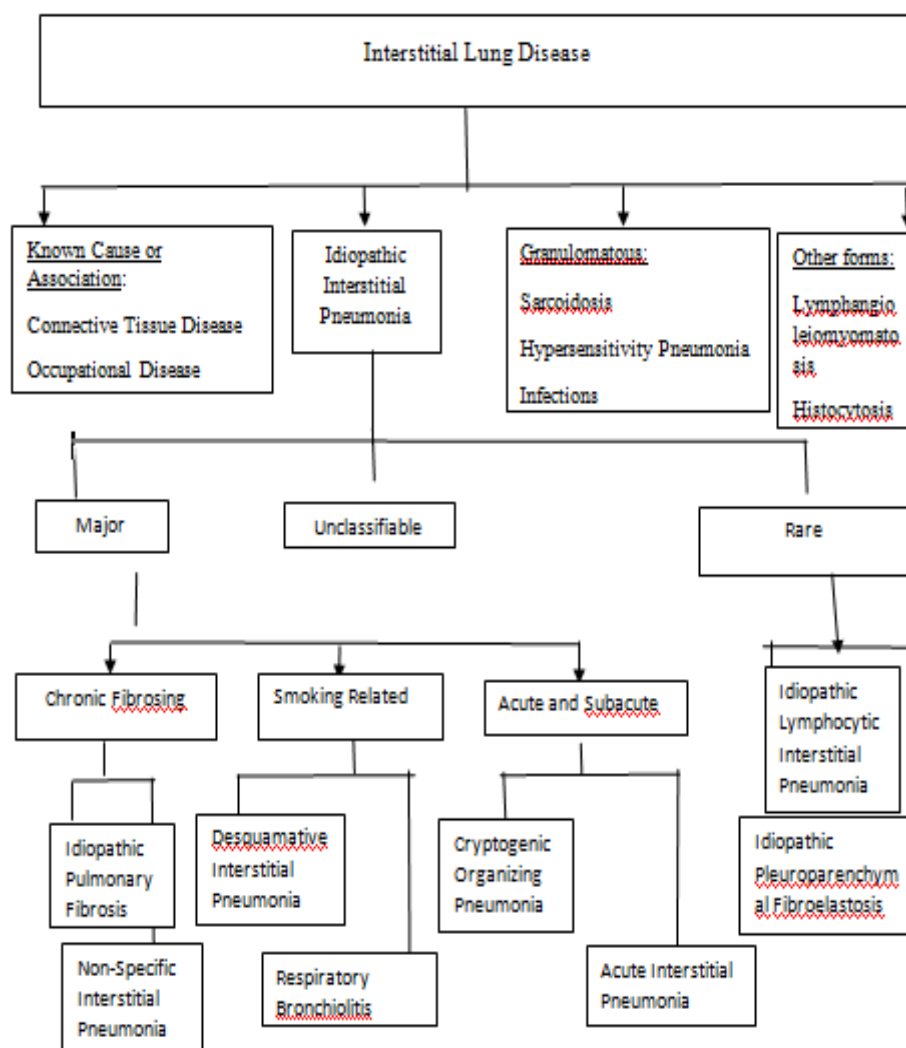 Interstitial Lung Disease
Known Cause or
Association:
Connective Tissue Disease
Occupational Disease
Idiopathic
Interstitial
Pneumonia
Granulomatous:
Sarcoidosis
Hypersensitivity Pneumonia
Infections
Other forms:
Lymphangio
leiomyomato
sis
Histocytosis
Major
Unclassifiable
Rare
Chronic Fibrosing
Smoking Related
Acute and Subacute
Idiopathic
Lymphocytic
Interstitial
Pneumonia
Idiopathic
Pulmonary
Fibrosis
Desquamative
Interstitial
Pneumonia
Cryptogenic
Organizing
Pneumonia
Idiopathic
Pleuroparenchym
al Fibroelastosis
Non-Specific
Interstitial
Pneumonia
Respiratory
Bronchiolitis
Acute Interstitial
Pneumonia